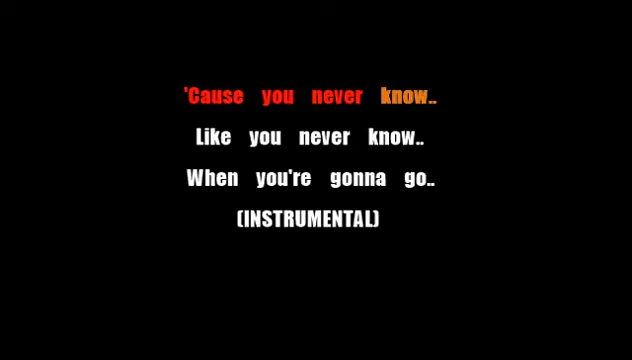 'Cause you never know..
Like you never know..
When you're gonna go..
(INSTRUMENTAL)